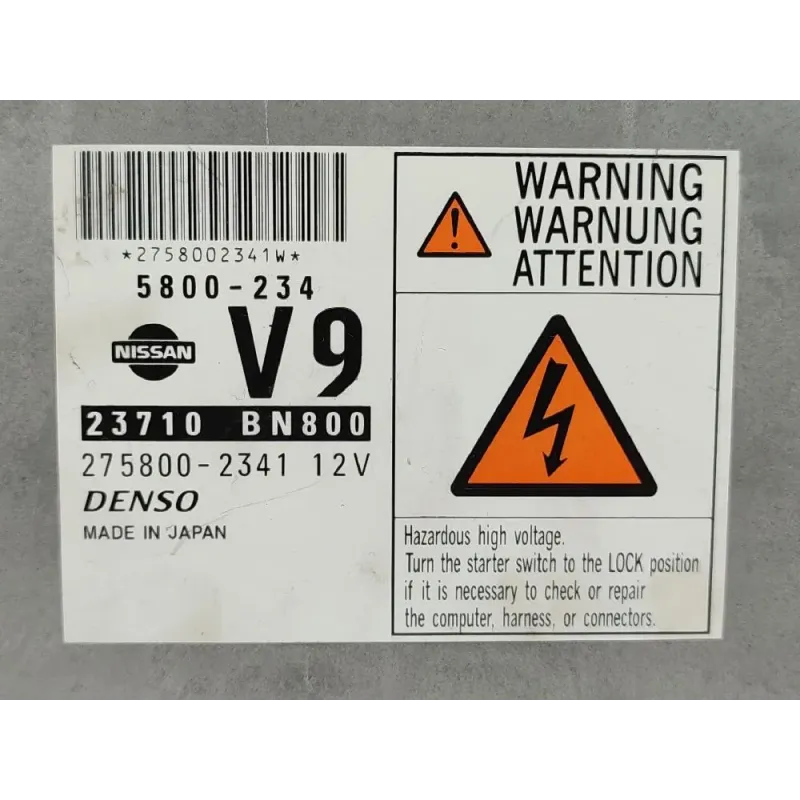 *2758002341W*
5800-234
NISSAN
V9
23710 BN800
275800-2341 12V
DENSO
MADE IN JAPAN
WARNING
WARNUNG
ATTENTION
Hazardous high voltage.
Turn the starter switch to the LOCK position
if it is necessary to check or repair
the computer, harness, or connectors.